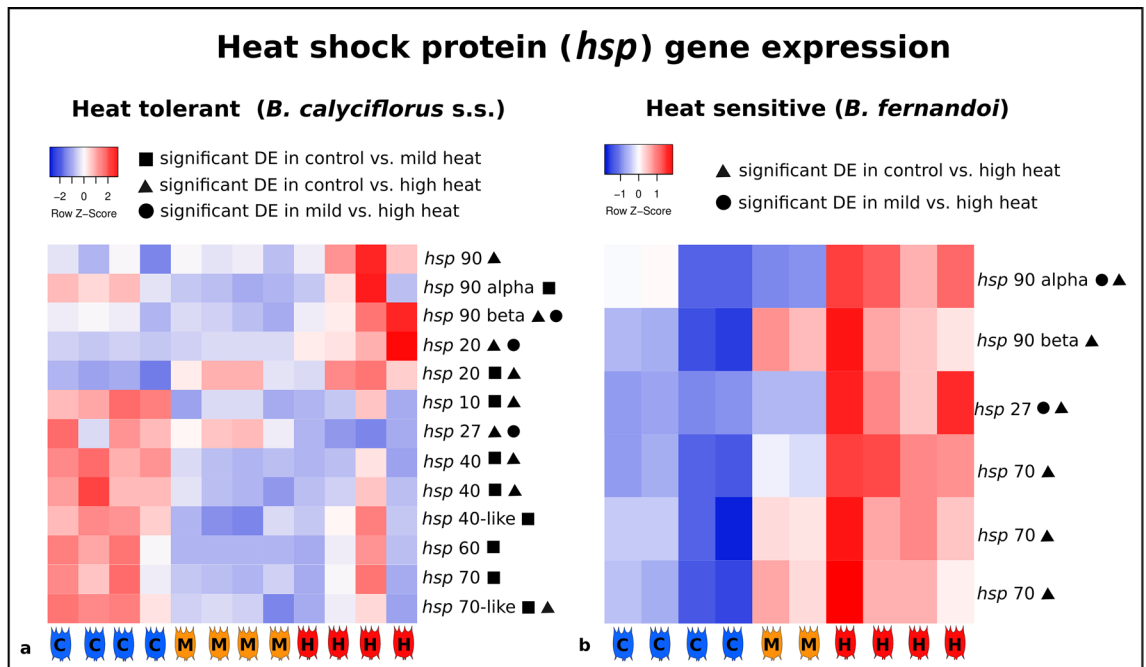 Heat shock protein (hsp) gene expression
Heat tolerant (B. calyciflorus s.s.)
■ significant DE in control vs. mild heat
▲ significant DE in control vs. high heat
● significant DE in mild vs. high heat
−2 0 2
Row Z-Score
hsp 90 ▲
hsp 90 alpha ■
hsp 90 beta ▲ ●
hsp 20 ▲ ●
hsp 20 ■ ▲
hsp 10 ■ ▲
hsp 27 ▲ ●
hsp 40 ■ ▲
hsp 40 ■ ▲
hsp 40-like ■
hsp 60 ■
hsp 70 ■
hsp 70-like ■ ▲
a C C C C M M M M H H H H
Heat sensitive (B. fernandoi)
▲ significant DE in control vs. high heat
● significant DE in mild vs. high heat
−1 0 1
Row Z-Score
hsp 90 alpha ● ▲
hsp 90 beta ▲
hsp 27 ● ▲
hsp 70 ▲
hsp 70 ▲
hsp 70 ▲
b C C C C M M H H H H